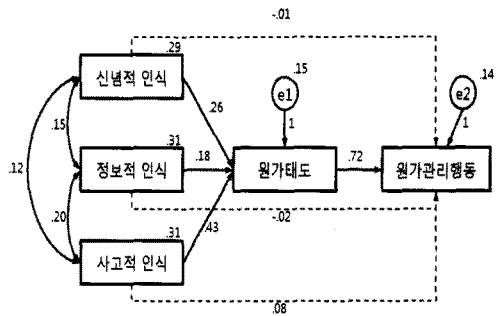 -.01
.29
신념적 인식
.15
e1
.14
e2
.26
1
1
.15
.31
.12
정보적 인식
.18
원가태도
.72
원가관리행동
.20
-.02
.31
.43
사고적 인식
.08